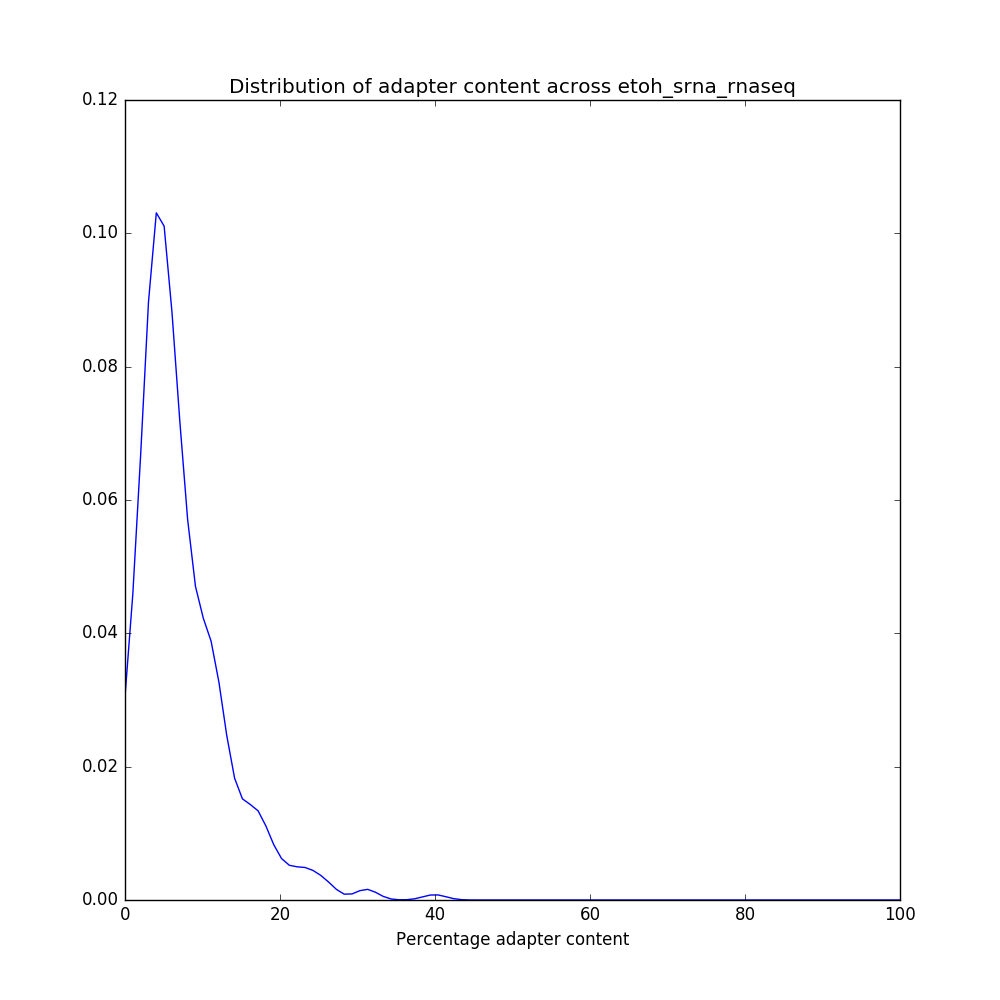 Distribution of adapter content across etoh_srna_rnaseq
0.12
0.10
0.08
0.06
0.04
0.02
0.00
0 20 40 60 80 100
Percentage adapter content